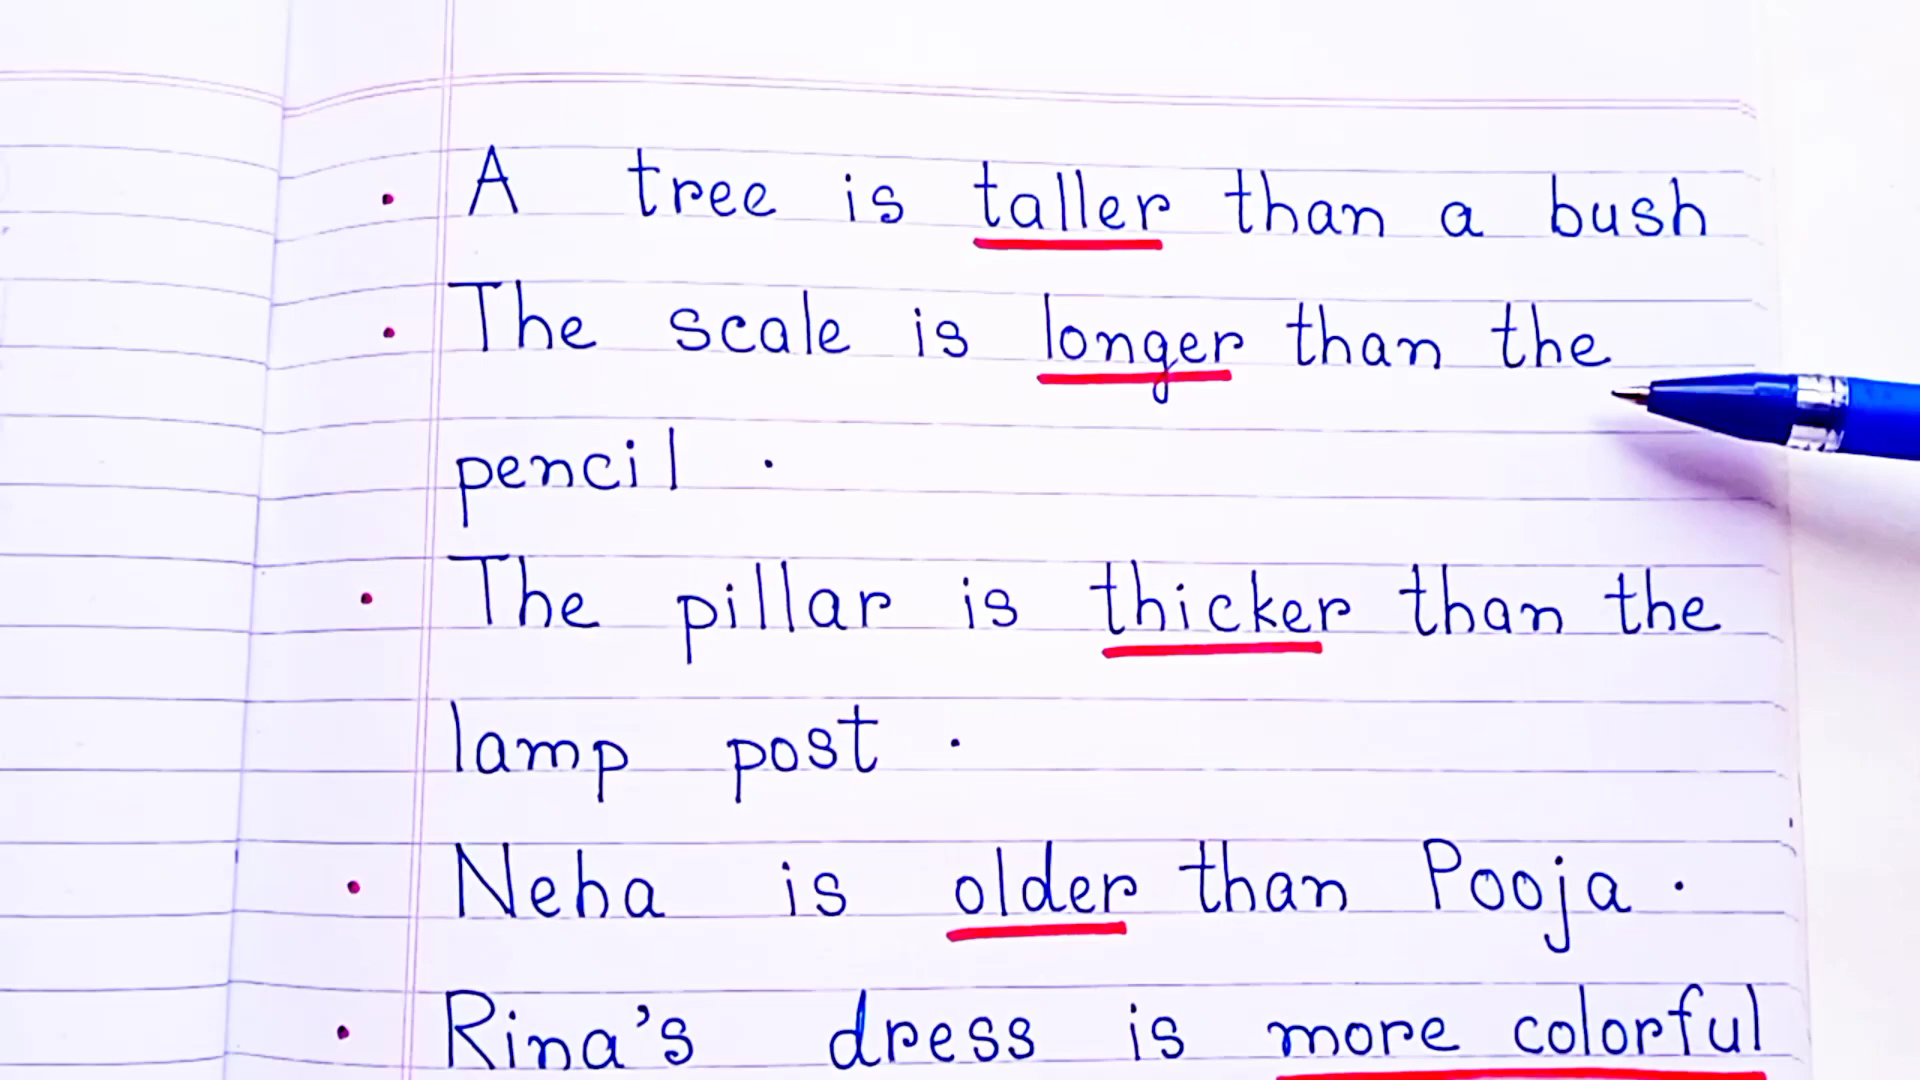 • A tree is taller than a bush
• The scale is longer than the
pencil .
• The pillar is thicker than the
lamp post .
• Neha is older than Pooja .
• Rina's dress is more colorful